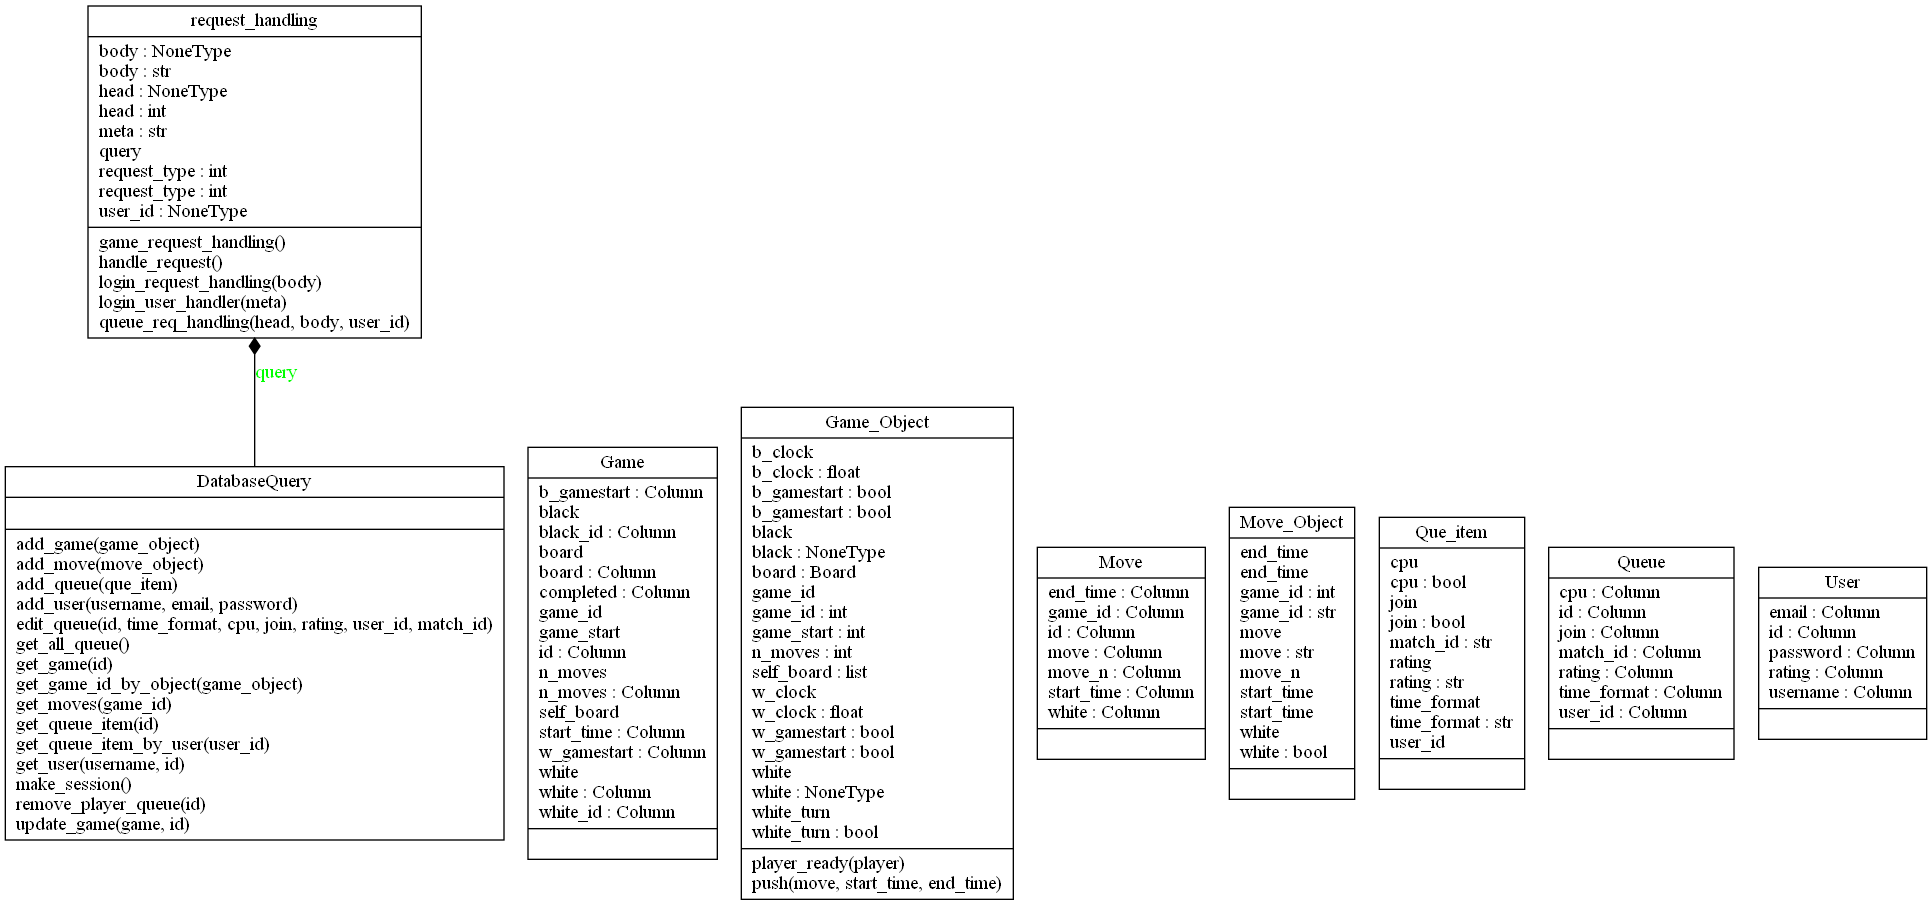 request_handling
body : NoneType
body : str
head : NoneType
head : int
meta : str
query
request_type : int
request_type : int
user_id : NoneType
game_request_handling()
handle_request()
login_request_handling(body)
login_user_handler(meta)
queue_req_handling(head, body, user_id)
query
DatabaseQuery
add_game(game_object)
add_move(move_object)
add_queue(que_item)
add_user(username, email, password)
edit_queue(id, time_format, cpu, join, rating, user_id, match_id)
get_all_queue()
get_game(id)
get_game_id_by_object(game_object)
get_moves(game_id)
get_queue_item(id)
get_queue_item_by_user(user_id)
get_user(username, id)
make_session()
remove_player_queue(id)
update_game(game, id)
Game
b_gamestart : Column
black
black_id : Column
board
board : Column
completed : Column
game_id
game_start
id : Column
n_moves
n_moves : Column
self_board
start_time : Column
w_gamestart : Column
white
white : Column
white_id : Column
Game_Object
b_clock
b_clock : float
b_gamestart : bool
b_gamestart : bool
black
black : NoneType
board : Board
game_id
game_id : int
game_start : int
n_moves : int
self_board : list
w_clock
w_clock : float
w_gamestart : bool
w_gamestart : bool
white
white : NoneType
white_turn
white_turn : bool
player_ready(player)
push(move, start_time, end_time)
Move
end_time : Column
game_id : Column
id : Column
move : Column
move_n : Column
start_time : Column
white : Column
Move_Object
end_time
end_time
game_id : int
game_id : str
move
move : str
move_n
start_time
start_time
white
white : bool
Que_item
cpu
cpu : bool
join
join : bool
match_id : str
rating
rating : str
time_format
time_format : str
user_id
Queue
cpu : Column
id : Column
join : Column
match_id : Column
rating : Column
time_format : Column
user_id : Column
User
email : Column
id : Column
password : Column
rating : Column
username : Column